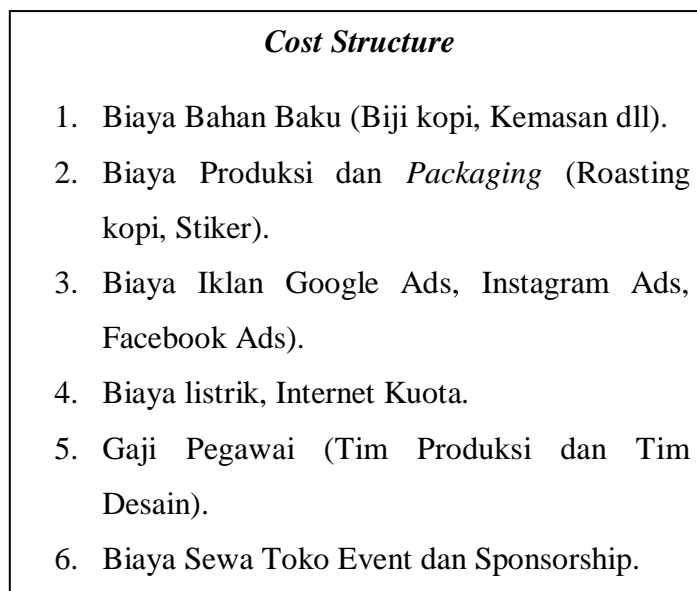 Cost Structure
1. Biaya Bahan Baku (Biji kopi, Kemasan dll).
2. Biaya Produksi dan Packaging (Roasting
kopi, Stiker).
3. Biaya Iklan Google Ads, Instagram Ads,
Facebook Ads).
4. Biaya listrik, Internet Kuota.
5. Gaji Pegawai (Tim Produksi dan Tim
Desain).
6. Biaya Sewa Toko Event dan Sponsorship.